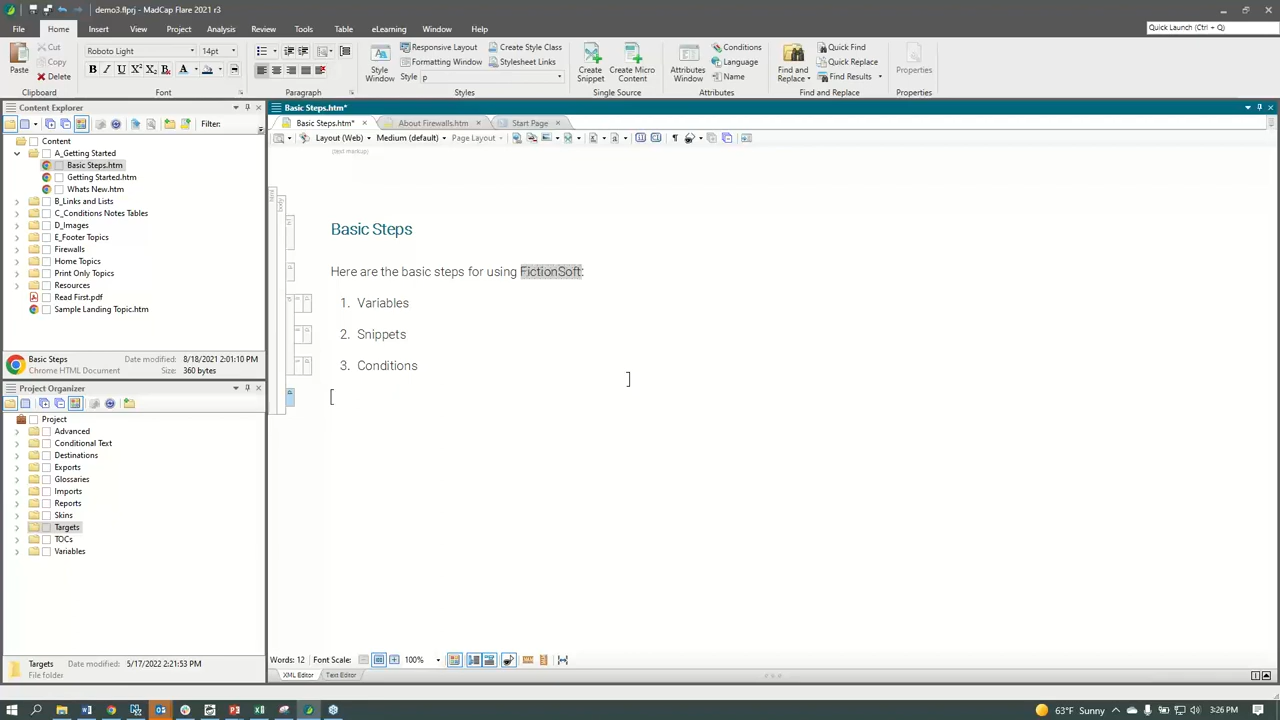 demo3.flprj - MadCap Flare 2021 r3
File Home Insert View Project Analysis Review Tools Table eLearning Window Help
Quick Launch (Ctrl + Q)
Paste
Cut
Copy
Delete
Clipboard
Roboto Light 14pt
Font
Paragraph
Style Window
Responsive Layout
Formatting Window
Style p
Create Style Class
Stylesheet Links
Styles
Create Snippet
Create Micro Content
Single Source
Attributes Window
Conditions
Language
Name
Attributes
Find and Replace
Quick Find
Quick Replace
Find Results
Find and Replace
Properties
Properties
Content Explorer
Filter:
Content
A_Getting Started
Basic Steps.htm
Getting Started.htm
Whats New.htm
B_Links and Lists
C_Conditions Notes Tables
D_Images
E_Footer Topics
Firewalls
Home Topics
Print Only Topics
Resources
Read First.pdf
Sample Landing Topic.htm
Basic Steps Date modified: 8/18/2021 2:01:10 PM
Chrome HTML Document Size: 360 bytes
Project Organizer
Project
Advanced
Conditional Text
Destinations
Exports
Glossaries
Imports
Reports
Skins
Targets
TOCs
Variables
Targets Date modified: 5/17/2022 2:21:53 PM
File folder
Basic Steps.htm*
Basic Steps.htm* About Firewalls.htm Start Page
Layout (Web) Medium (default) Page Layout
(text markup)
html
body
Basic Steps
Here are the basic steps for using FictionSoft:
1. Variables
2. Snippets
3. Conditions
Words: 12 Font Scale: 100%
XML Editor Text Editor
63°F Sunny 3:26 PM